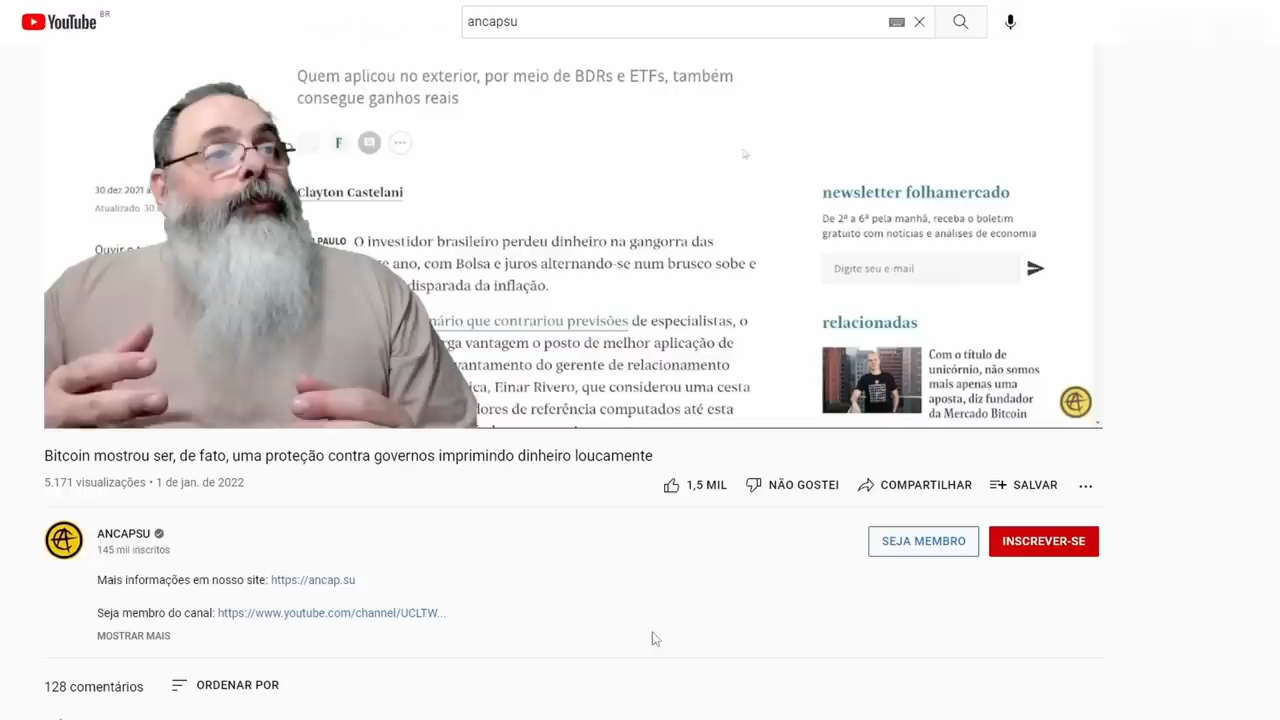 YouTube BR
ancapsu
Quem aplicou no exterior, por meio de BDRs e ETFs, também
consegue ganhos reais
F
30.dez.2021 à
Atualizado 30
Clayton Castelani
Ouvir o
PAULO O investidor brasileiro perdeu dinheiro na gangorra das
e ano, com Bolsa e juros alternando-se num brusco sobe e
disparada da inflação.
nário que contrariou previsões de especialistas, o
rga vantagem o posto de melhor aplicação de
vantamento do gerente de relacionamento
ica, Einar Rivero, que considerou uma cesta
dores de referência computados até esta
newsletter folhamercado
De 2ª a 6ª pela manhã, receba o boletim
gratuito com notícias e análises de economia
Digite seu e-mail
relacionadas
Com o título de
unicórnio, não somos
mais apenas uma
aposta, diz fundador
da Mercado Bitcoin
Bitcoin mostrou ser, de fato, uma proteção contra governos imprimindo dinheiro loucamente
5.171 visualizações • 1 de jan. de 2022
1,5 MIL NÃO GOSTEI COMPARTILHAR SALVAR
ANCAPSU
145 mil inscritos
SEJA MEMBRO INSCREVER-SE
Mais informações em nosso site: https://ancap.su
Seja membro do canal: https://www.youtube.com/channel/UCLTW...
MOSTRAR MAIS
128 comentários ORDENAR POR